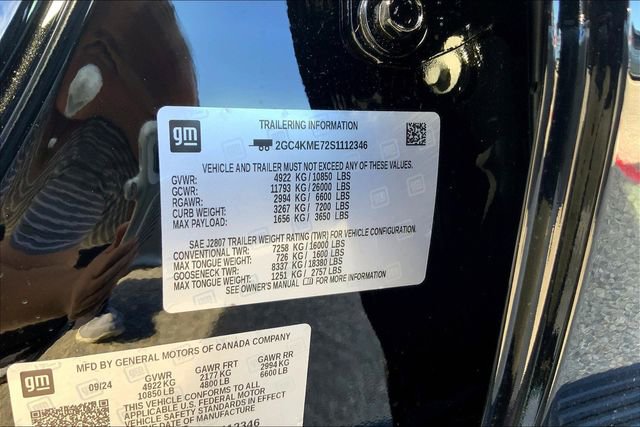 gm
TRAILERING INFORMATION
2GC4KME72S1112346
VEHICLE AND TRAILER MUST NOT EXCEED ANY OF THESE VALUES.
GVWR: 4922 KG/10850 LBS
GCWR: 11793 KG/26000 LBS
RGAWR: 2994 KG/ 6600 LBS
CURB WEIGHT: 3267 KG/ 7200 LBS
MAX PAYLOAD: 1656 KG/ 3650 LBS
SAE J2807 TRAILER WEIGHT RATING (TWR) FOR VEHICLE CONFIGURATION.
CONVENTIONAL TWR: 7258 KG/16000 LBS
MAX TONGUE WEIGHT: 726 KG/ 1600 LBS
GOOSENECK TWR: 8337 KG/18380 LBS
MAX TONGUE WEIGHT: 1251 KG/ 2757 LBS
SEE OWNER'S MANUAL FOR MORE INFORMATION
gm
MFD BY GENERAL MOTORS OF CANADA COMPANY
09/24 GVWR GAWR FRT GAWR RR
4922 KG 2177 KG 2994 KG
10850 LB 4800 LB 6600 LB
THIS VEHICLE CONFORMS TO ALL
APPLICABLE U.S. FEDERAL MOTOR
VEHICLE SAFETY STANDARDS IN EFFECT
DATE OF MANUFACTURE
12346